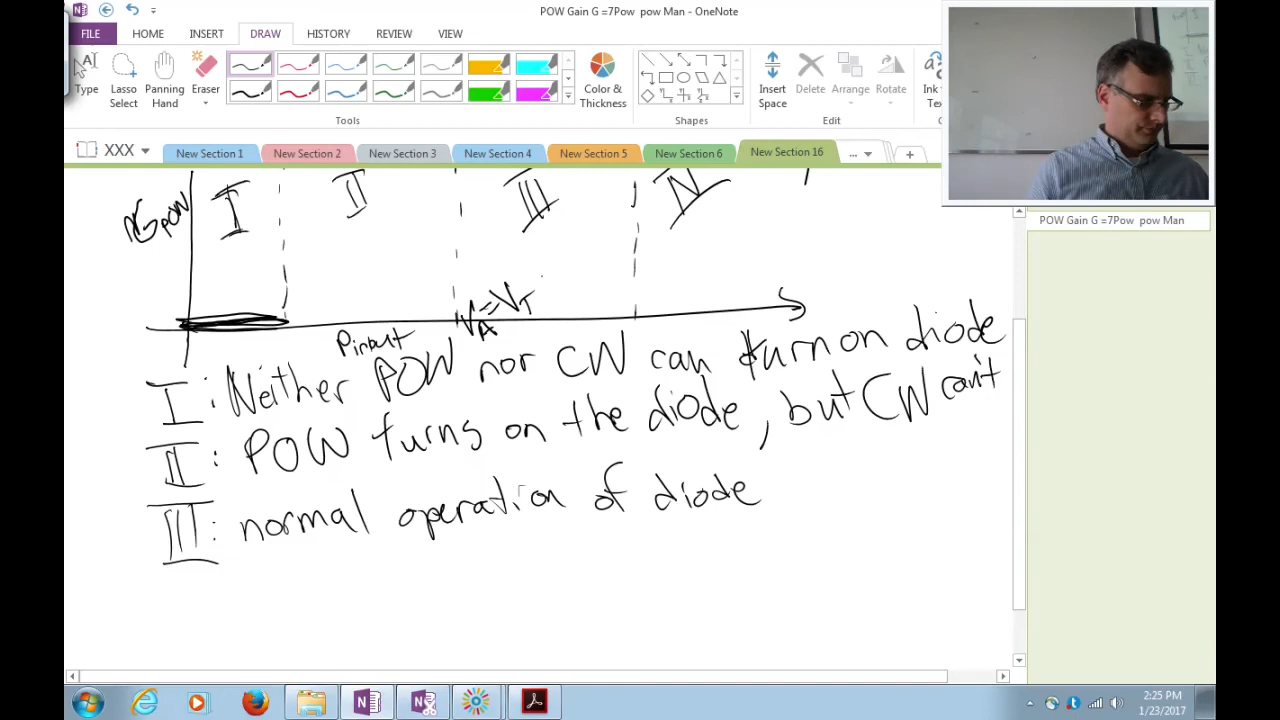 POW Gain G =7Pow pow Man - OneNote
FILE HOME INSERT DRAW HISTORY REVIEW VIEW
Type
Lasso Select
Panning Hand
Eraser
Color & Thickness
Insert Space
Delete
Arrange
Rotate
Ink to
Tools
Shapes
Edit
XXX
New Section 1
New Section 2
New Section 3
New Section 4
New Section 5
New Section 6
New Section 16
...
POW Gain G =7Pow pow Man
I
II
III
IV
Pinput
VA=VT
I: Neither POW nor CW can turn on diode
II: POW turns on the diode, but CW can't
III: normal operation of diode
2:25 PM
1/23/2017